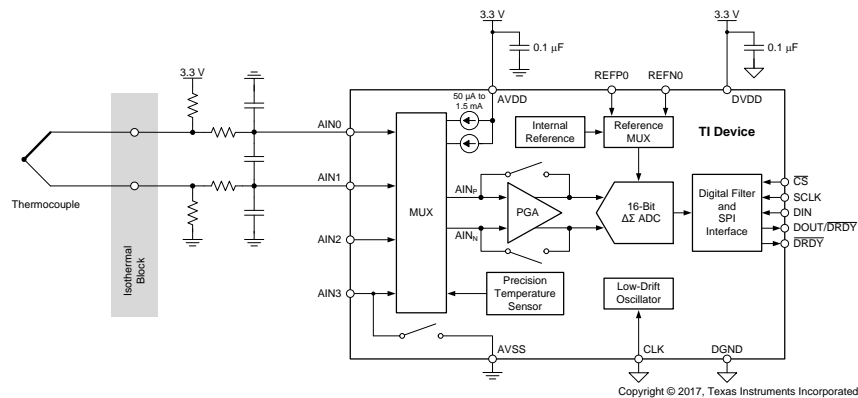 3.3 V
3.3 V
0.1 μF
0.1 μF
3.3 V
50 μA to
1.5 mA
AVDD
REFP0
REFN0
DVDD
Internal
Reference
Reference
MUX
TI Device
AIN0
AIN1
AIN2
AIN3
MUX
AINP
AINN
PGA
16-Bit
ΔΣ ADC
Digital Filter
and
SPI
Interface
CS
SCLK
DIN
DOUT/DRDY
DRDY
Thermocouple
Isothermal
Block
Precision
Temperature
Sensor
Low-Drift
Oscillator
AVSS
CLK
DGND
Copyright © 2017, Texas Instruments Incorporated